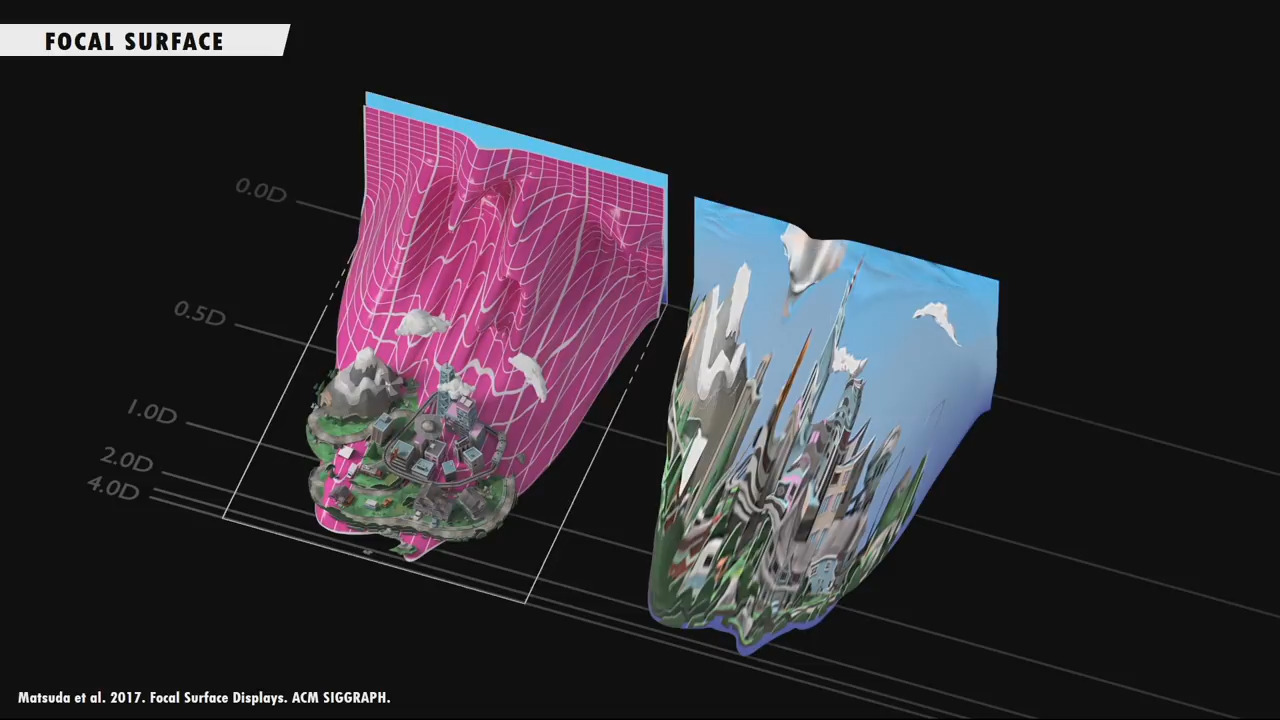 FOCAL SURFACE
0.0D
0.5D
1.0D
2.0D
4.0D
Matsuda et al. 2017. Focal Surface Displays. ACM SIGGRAPH.